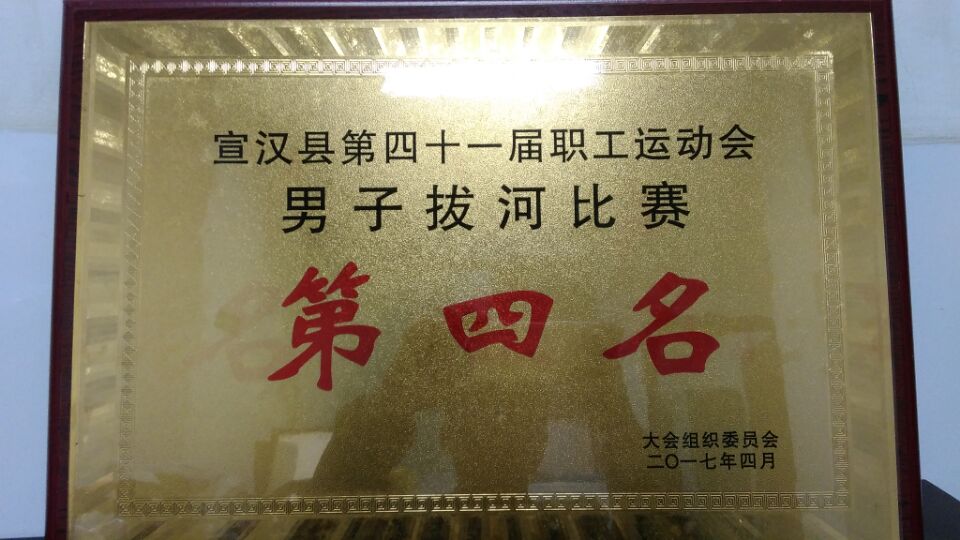 宣汉县第四十一届职工运动会
男子拔河比赛
第四名
大会组织委员会
二〇一七年四月